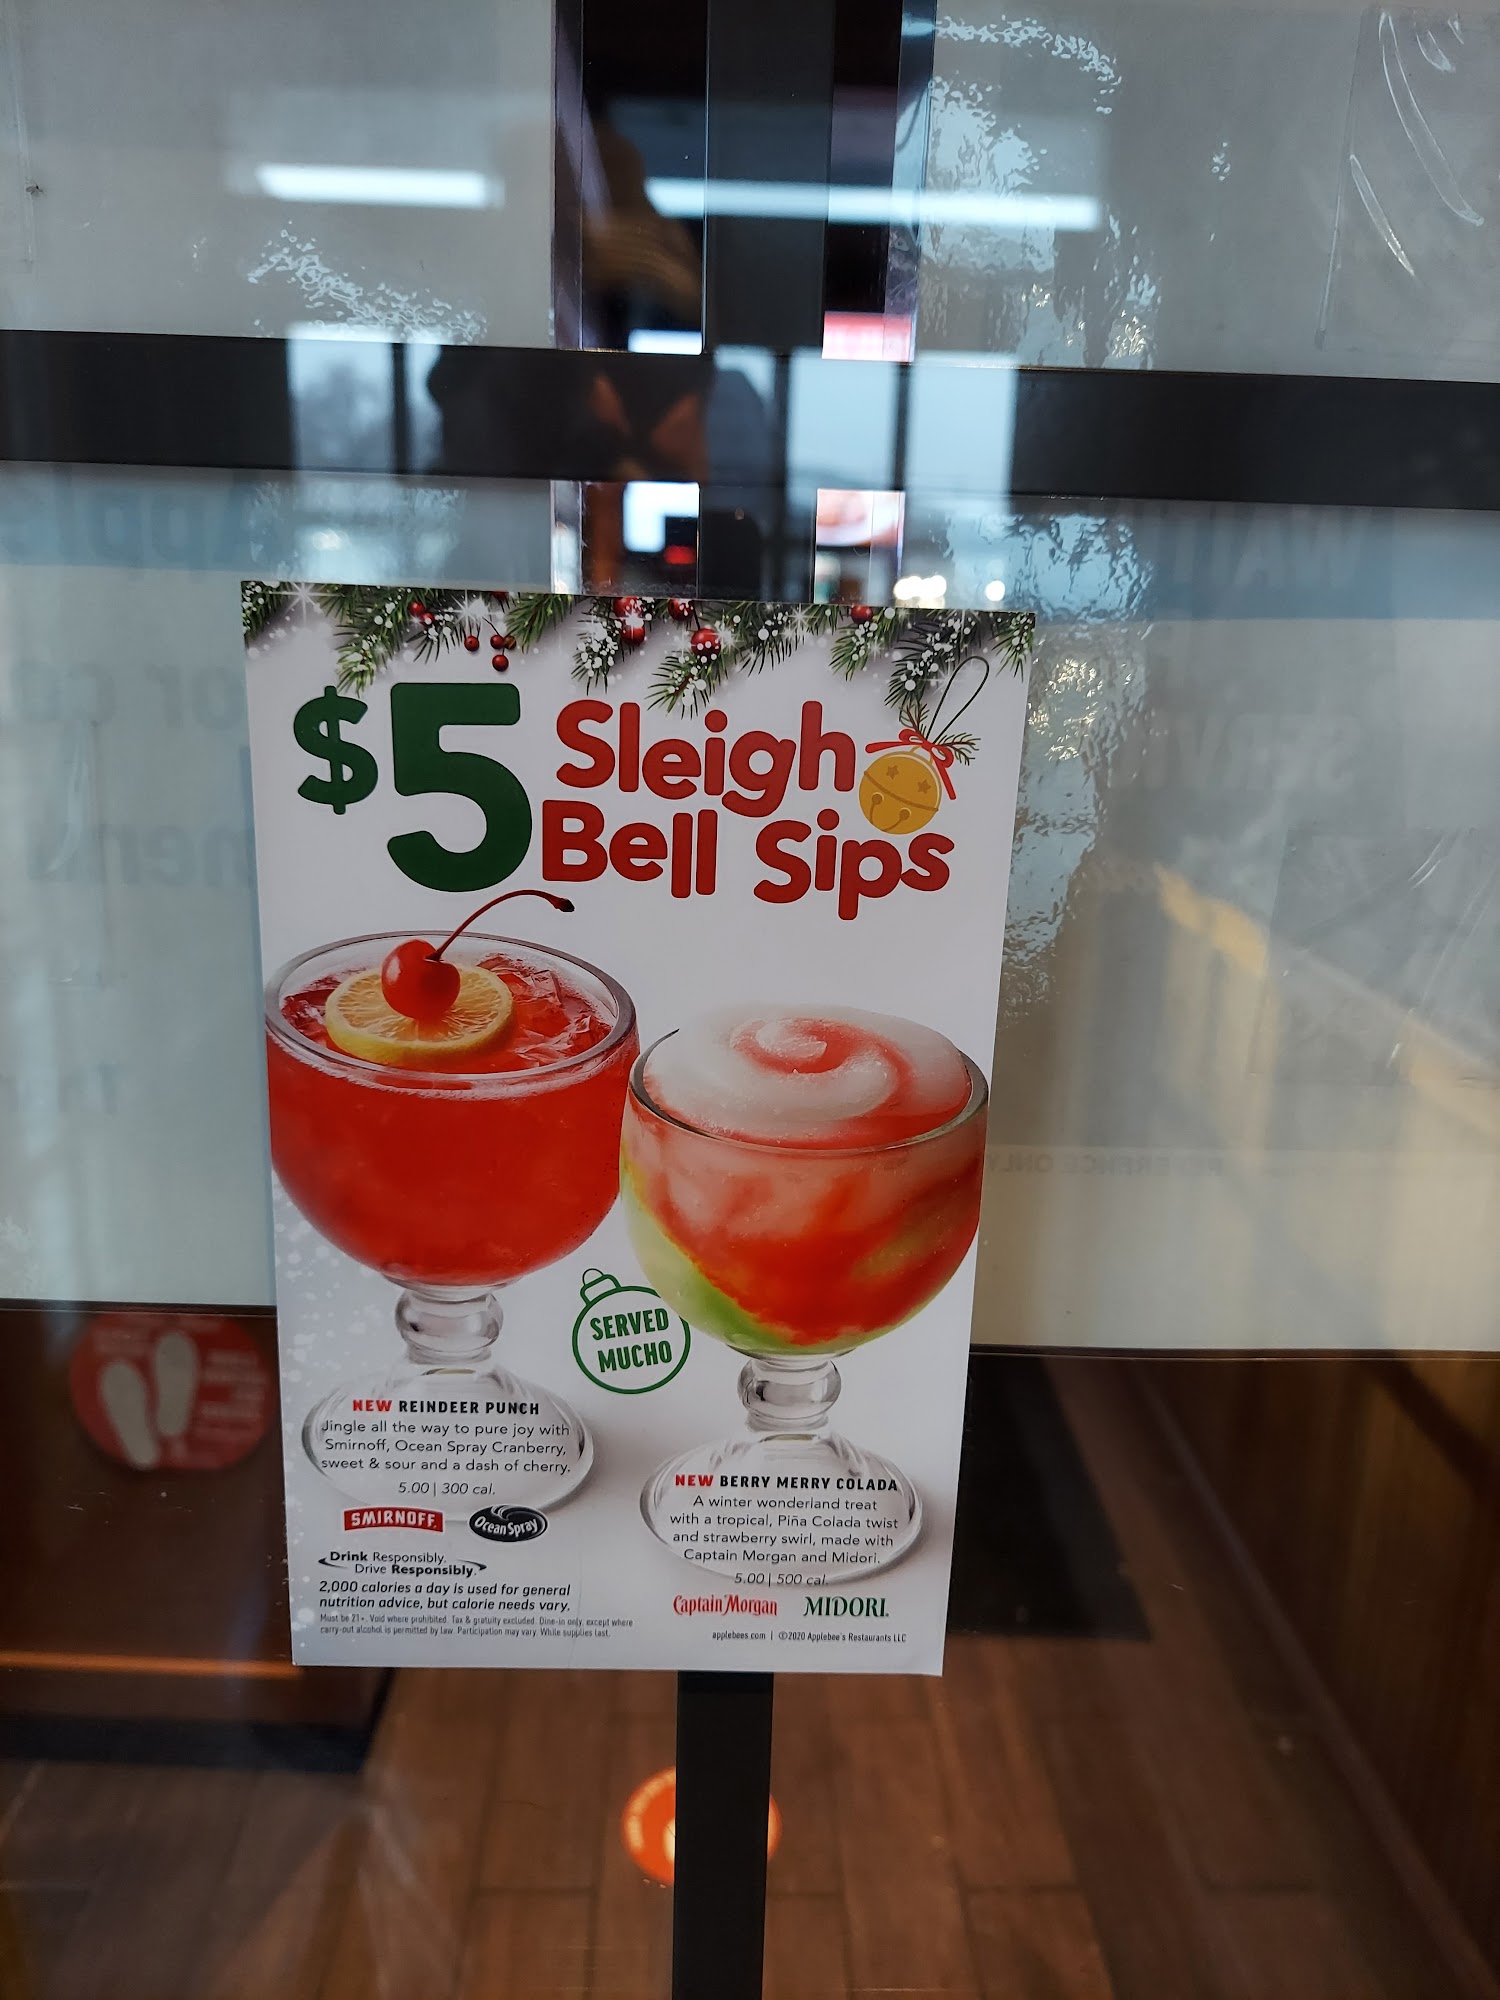 $5 Sleigh
Bell Sips
SERVED
MUCHO
NEW REINDEER PUNCH
Jingle all the way to pure joy with
Smirnoff, Ocean Spray Cranberry,
sweet & sour and a dash of cherry.
5.00 | 300 cal.
SMIRNOFF
Ocean Spray
Drink Responsibly.
Drive Responsibly.
2,000 calories a day is used for general
nutrition advice, but calorie needs vary.
Must be 21+. Void where prohibited. Tax & gratuity excluded. Dine-in only, except where
carry-out alcohol is permitted by law. Participation may vary. While supplies last.
NEW BERRY MERRY COLADA
A winter wonderland treat
with a tropical, Piña Colada twist
and strawberry swirl, made with
Captain Morgan and Midori.
5.00 | 500 cal.
Captain Morgan
MIDORI.
applebees.com | ©2020 Applebee's Restaurants LLC